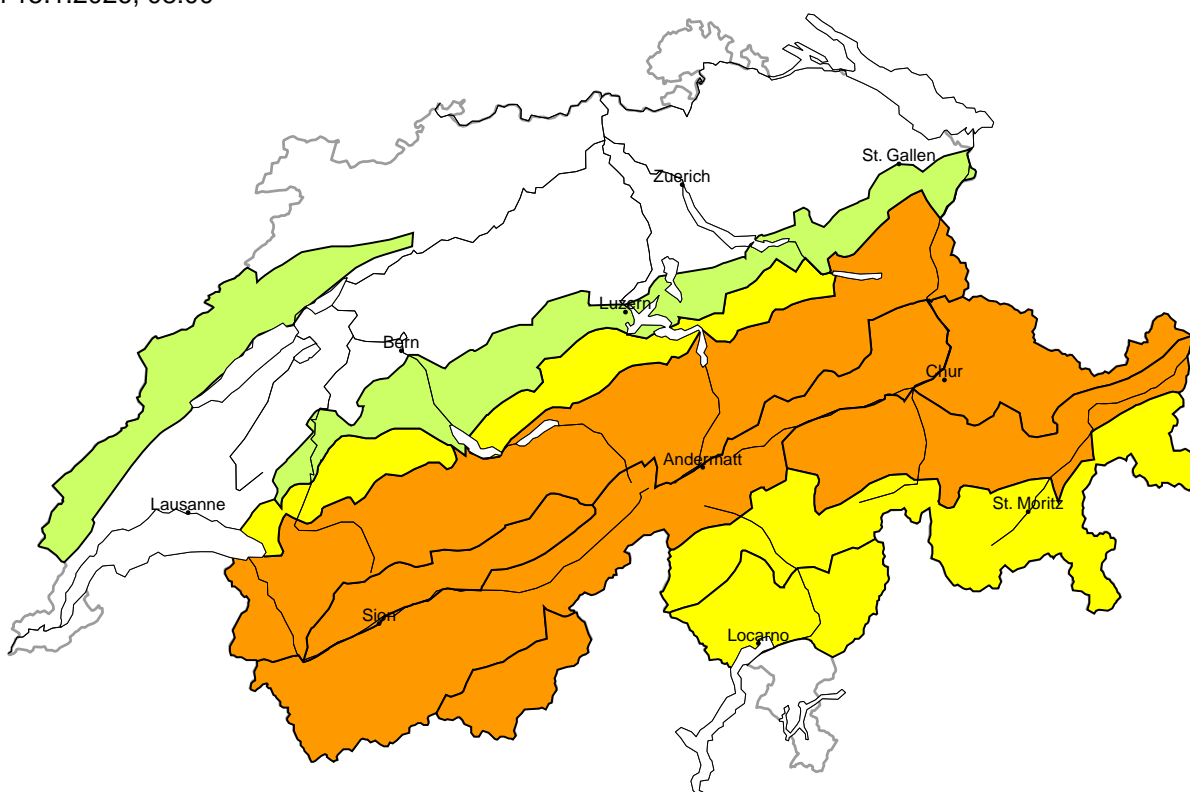 St. Gallen
Zuerich
Luzern
Bern
Chur
Andermatt
Lausanne
St. Moritz
Sion
Locarno